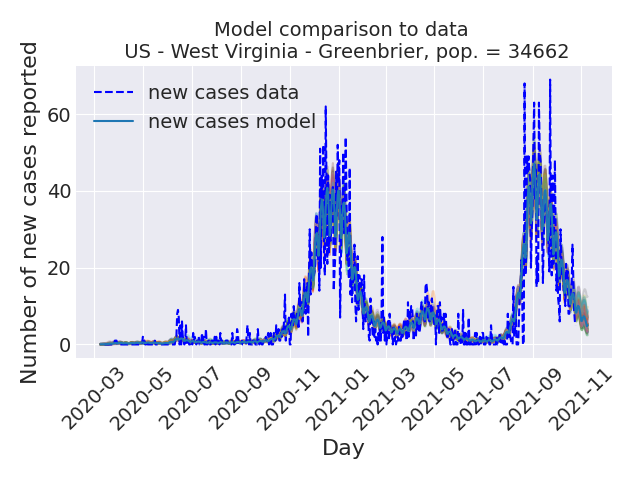 Model comparison to data
US - West Virginia - Greenbrier, pop. = 34662
new cases data
new cases model
Number of new cases reported
60
40
20
0
2020-03
2020-05
2020-07
2020-09
2020-11
2021-01
2021-03
2021-05
2021-07
2021-09
2021-11
Day